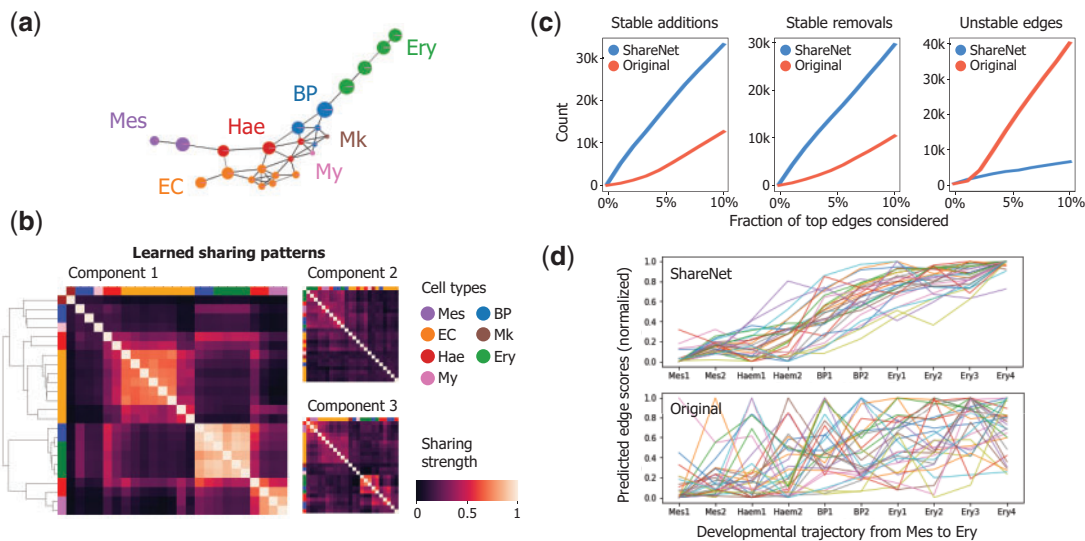 (a)
Ery
BP
Mes
Hae
Mk
My
EC
(b)
Learned sharing patterns
Component 1
Component 2
Component 3
Cell types
Mes
BP
EC
Mk
Hae
Ery
My
Sharing
strength
0
0.5
1
(c)
Stable additions
Stable removals
Unstable edges
ShareNet
Original
ShareNet
Original
ShareNet
Original
Count
30k
20k
10k
0
30k
20k
10k
0
40k
30k
20k
10k
0
0%
5%
10%
0%
5%
10%
0%
5%
10%
Fraction of top edges considered
(d)
Predicted edge scores (normalized)
ShareNet
1.0
0.8
0.6
0.4
0.2
0.0
Mes1 Mes2 Haem1 Haem2 BP1 BP2 Ery1 Ery2 Ery3 Ery4
Original
1.0
0.8
0.6
0.4
0.2
0.0
Mes1 Mes2 Haem1 Haem2 BP1 BP2 Ery1 Ery2 Ery3 Ery4
Developmental trajectory from Mes to Ery